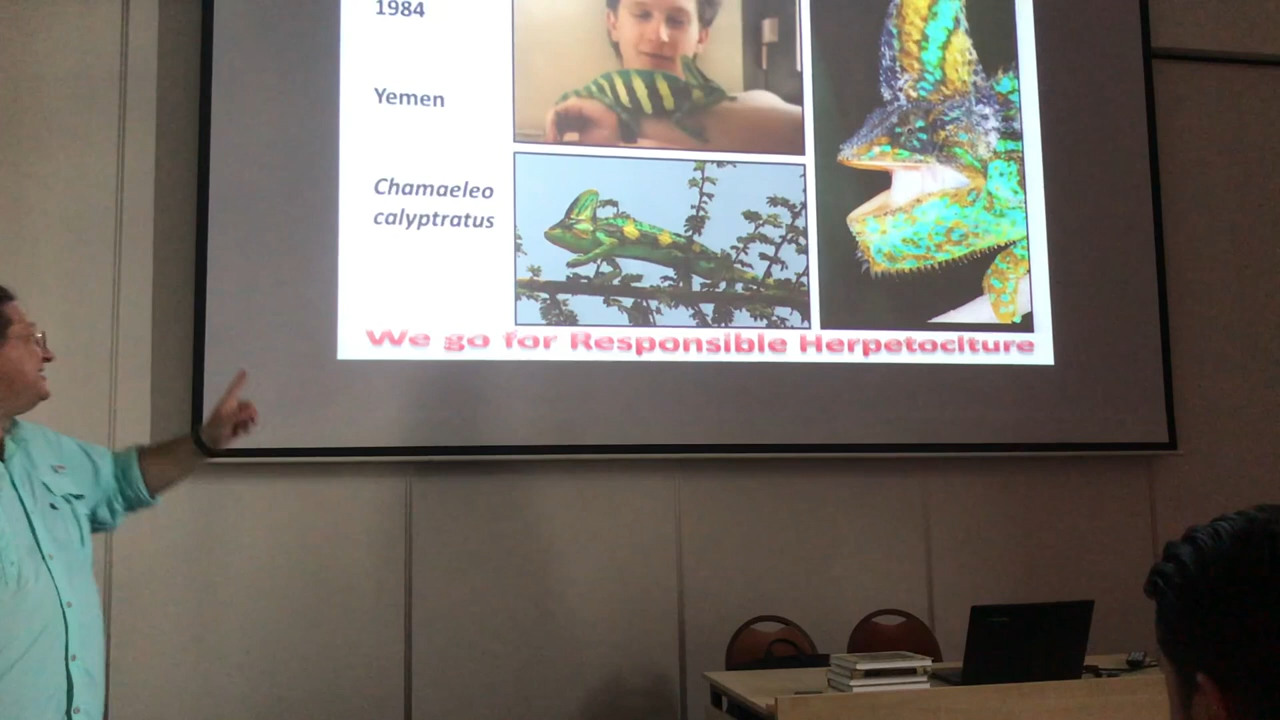 1984
Yemen
Chamaeleo
calyptratus
We go for Responsible Herpetoclture